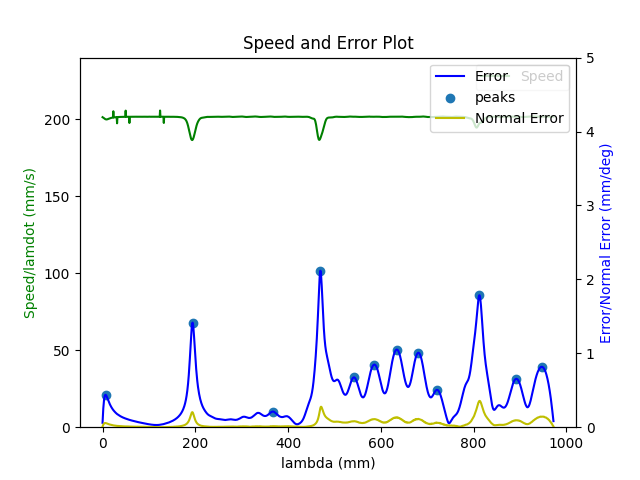 Speed and Error Plot
Speed/lamdot (mm/s)
200
150
100
50
0
0 200 400 600 800 1000
lambda (mm)
5
4
3
2
1
0
Error/Normal Error (mm/deg)
Speed
Error
peaks
Normal Error